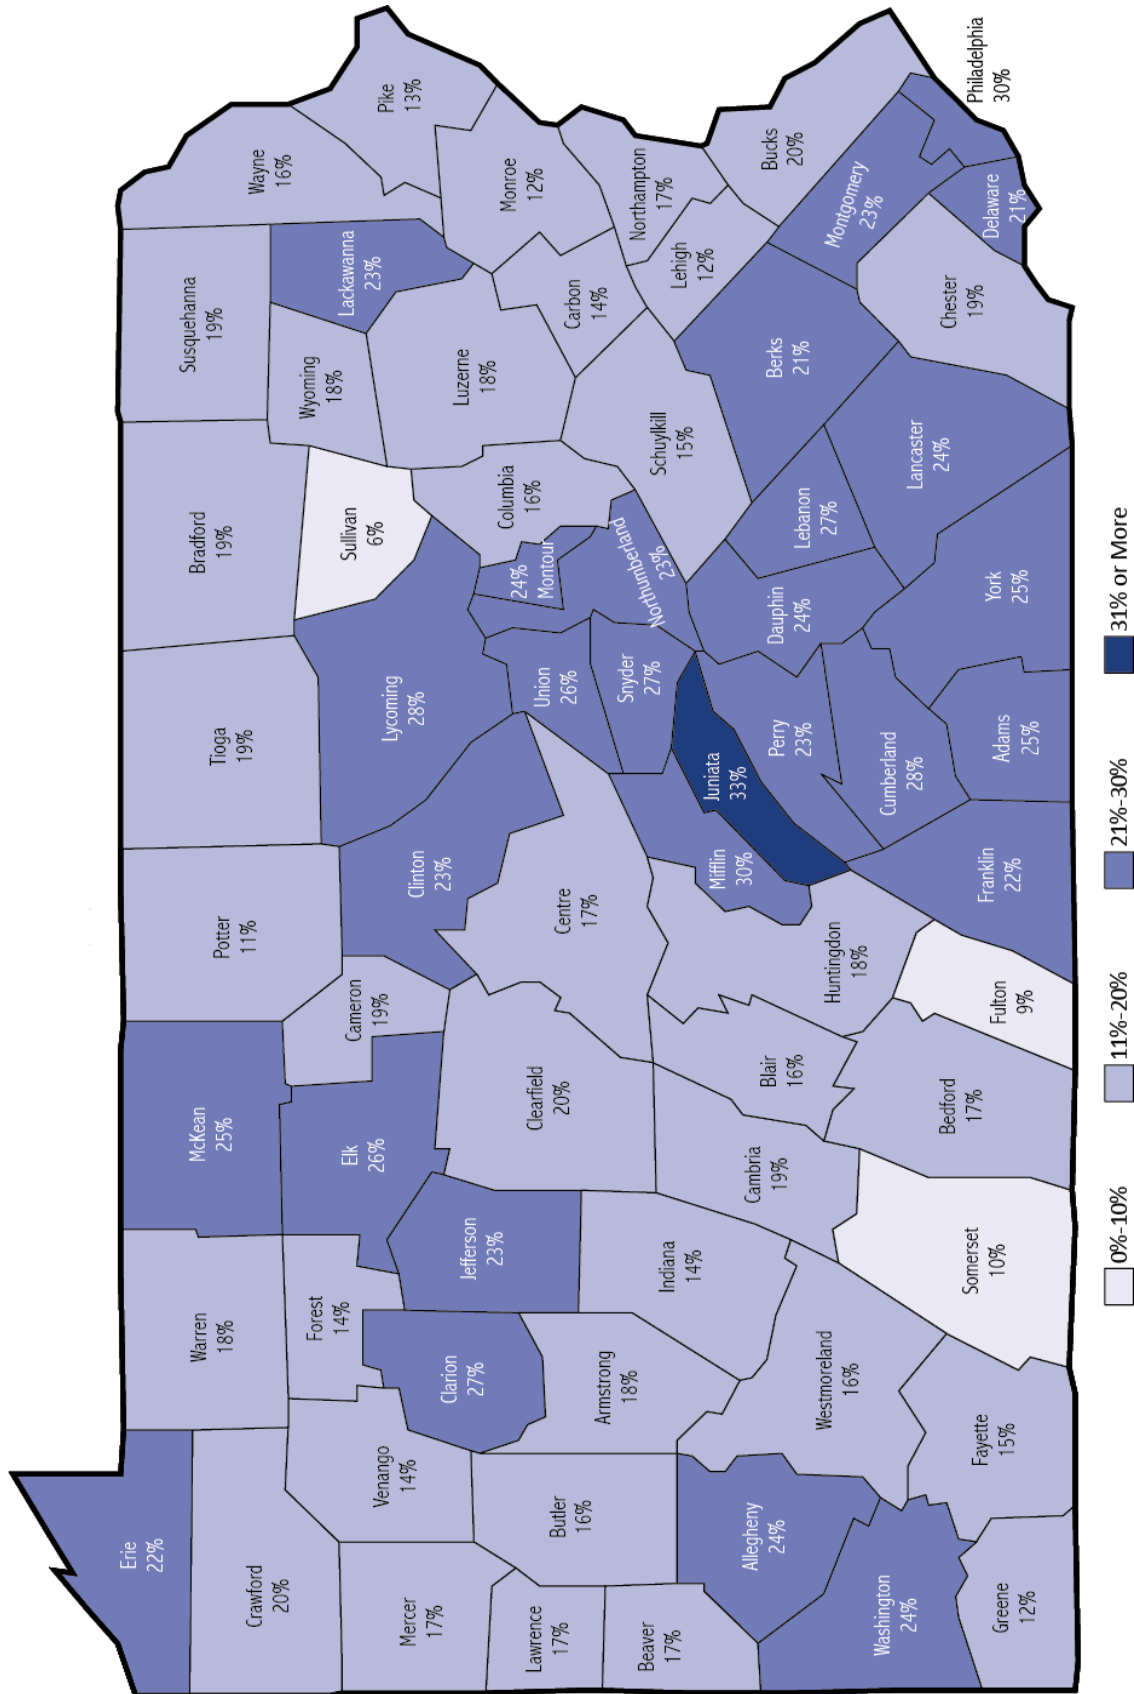 Erie
22%
Crawford
20%
Warren
18%
McKean
25%
Potter
11%
Tioga
19%
Bradford
19%
Susquehanna
19%
Wayne
16%
Pike
13%
Mercer
17%
Venango
14%
Forest
14%
Elk
26%
Cameron
19%
Clinton
23%
Lycoming
28%
Sullivan
6%
Wyoming
18%
Lackawanna
23%
Lawrence
17%
Butler
16%
Clarion
27%
Jefferson
23%
Clearfield
20%
Centre
17%
Union
26%
24%
Montour
Columbia
16%
Luzerne
18%
Monroe
12%
Beaver
17%
Armstrong
18%
Indiana
14%
Snyder
27%
Northumberland
23%
Carbon
14%
Northampton
17%
Allegheny
24%
Westmoreland
16%
Cambria
19%
Blair
16%
Huntingdon
18%
Mifflin
30%
Juniata
33%
Perry
23%
Dauphin
24%
Schuylkill
15%
Lehigh
12%
Bucks
20%
Washington
24%
Lebanon
27%
Berks
21%
Montgomery
23%
Greene
12%
Fayette
15%
Somerset
10%
Bedford
17%
Fulton
9%
Franklin
22%
Cumberland
28%
Adams
25%
York
25%
Lancaster
24%
Chester
19%
Delaware
21%
Philadelphia
30%
0%-10%
11%-20%
21%-30%
31% or More